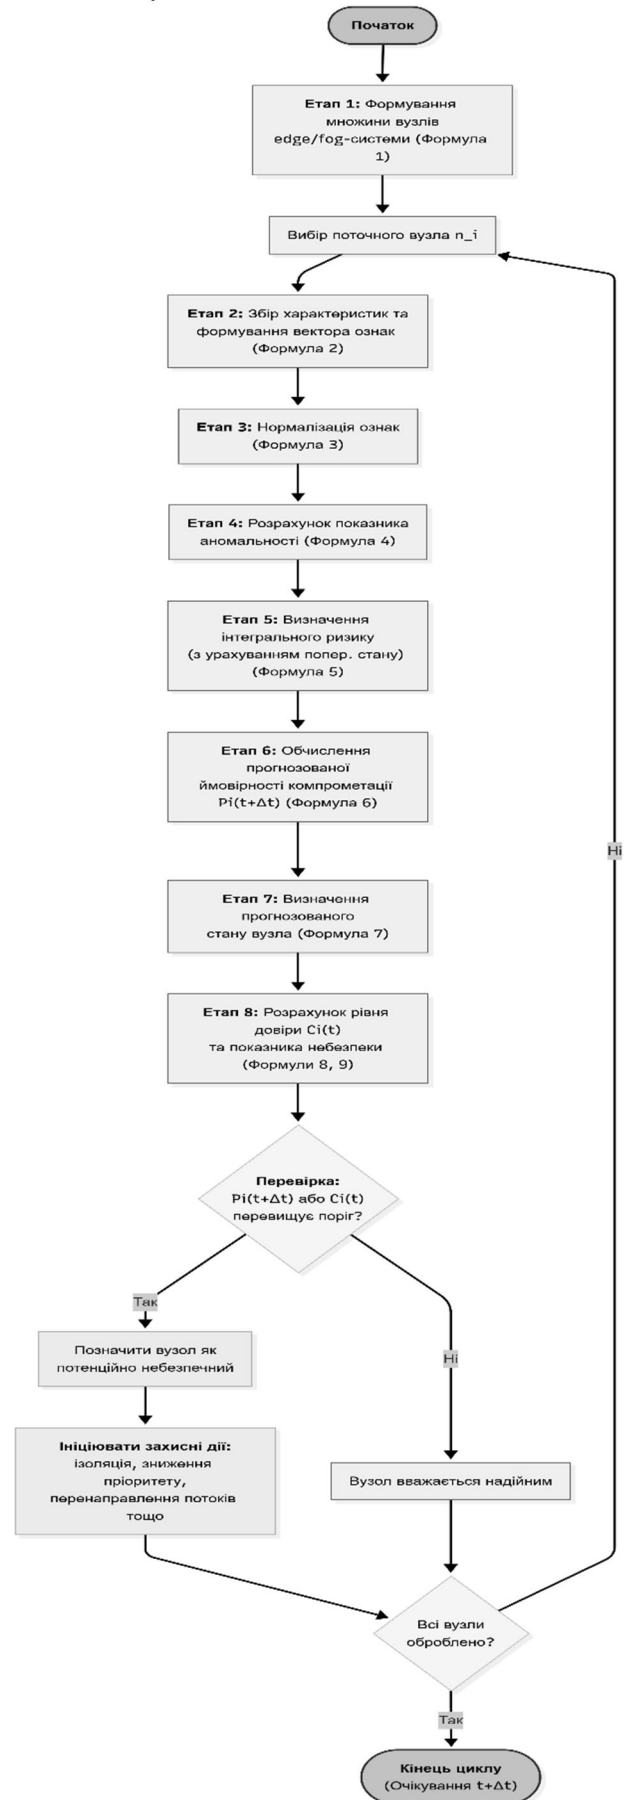 Початок
Етап 1: Формування
множини вузлів
edge/fog-системи (Формула
1)
Вибір поточного вузла n_i
Етап 2: Збір характеристик та
формування вектора ознак
(Формула 2)
Етап 3: Нормалізація ознак
(Формула 3)
Етап 4: Розрахунок показника
аномальності (Формула 4)
Етап 5: Визначення
інтегрального ризику
(з урахуванням попер. стану)
(Формула 5)
Етап 6: Обчислення
прогнозованої
ймовірності компрометації
Pi(t+Δt) (Формула 6)
Ні
Етап 7: Визначення
прогнозованого
стану вузла (Формула 7)
Етап 8: Розрахунок рівня
довіри Ci(t)
та показника небезпеки
(Формули 8, 9)
Перевірка:
Pi(t+Δt) або Ci(t)
перевищує поріг?
Так
Позначити вузол як
потенційно небезпечний
Ні
Ініціювати захисні дії:
ізоляція, зниження
пріоритету,
перенаправлення потоків
тощо
Вузол вважається надійним
Всі вузли
оброблено?
Так
Кінець циклу
(Очікування t+Δt)